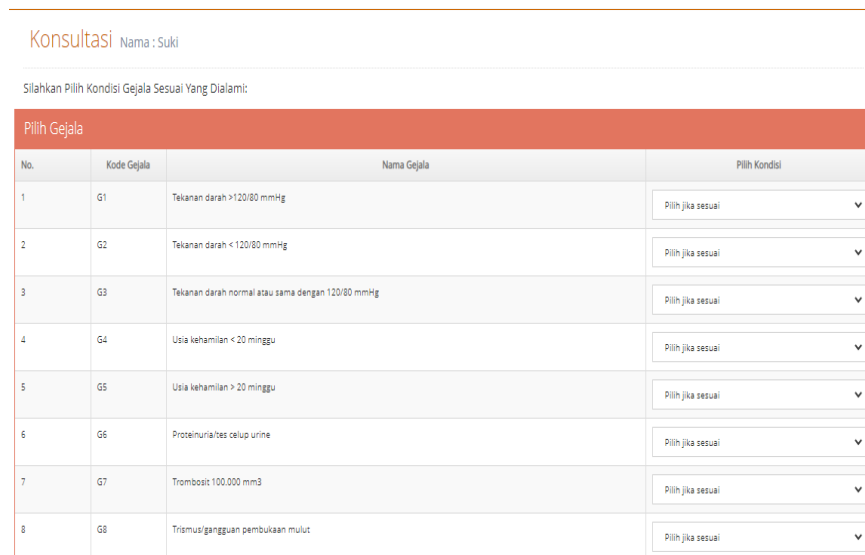 Konsultasi Nama : Suki
Silahkan Pilih Kondisi Gejala Sesuai Yang Dialami:
Pilih Gejala
No. Kode Gejala Nama Gejala Pilih Kondisi
1 G1 Tekanan darah >120/80 mmHg Pilih jika sesuai
2 G2 Tekanan darah < 120/80 mmHg Pilih jika sesuai
3 G3 Tekanan darah normal atau sama dengan 120/80 mmHg Pilih jika sesuai
4 G4 Usia kehamilan < 20 minggu Pilih jika sesuai
5 G5 Usia kehamilan > 20 minggu Pilih jika sesuai
6 G6 Proteinuria/tes celup urine Pilih jika sesuai
7 G7 Trombosit 100.000 mm3 Pilih jika sesuai
8 G8 Trismus/gangguan pembukaan mulut Pilih jika sesuai